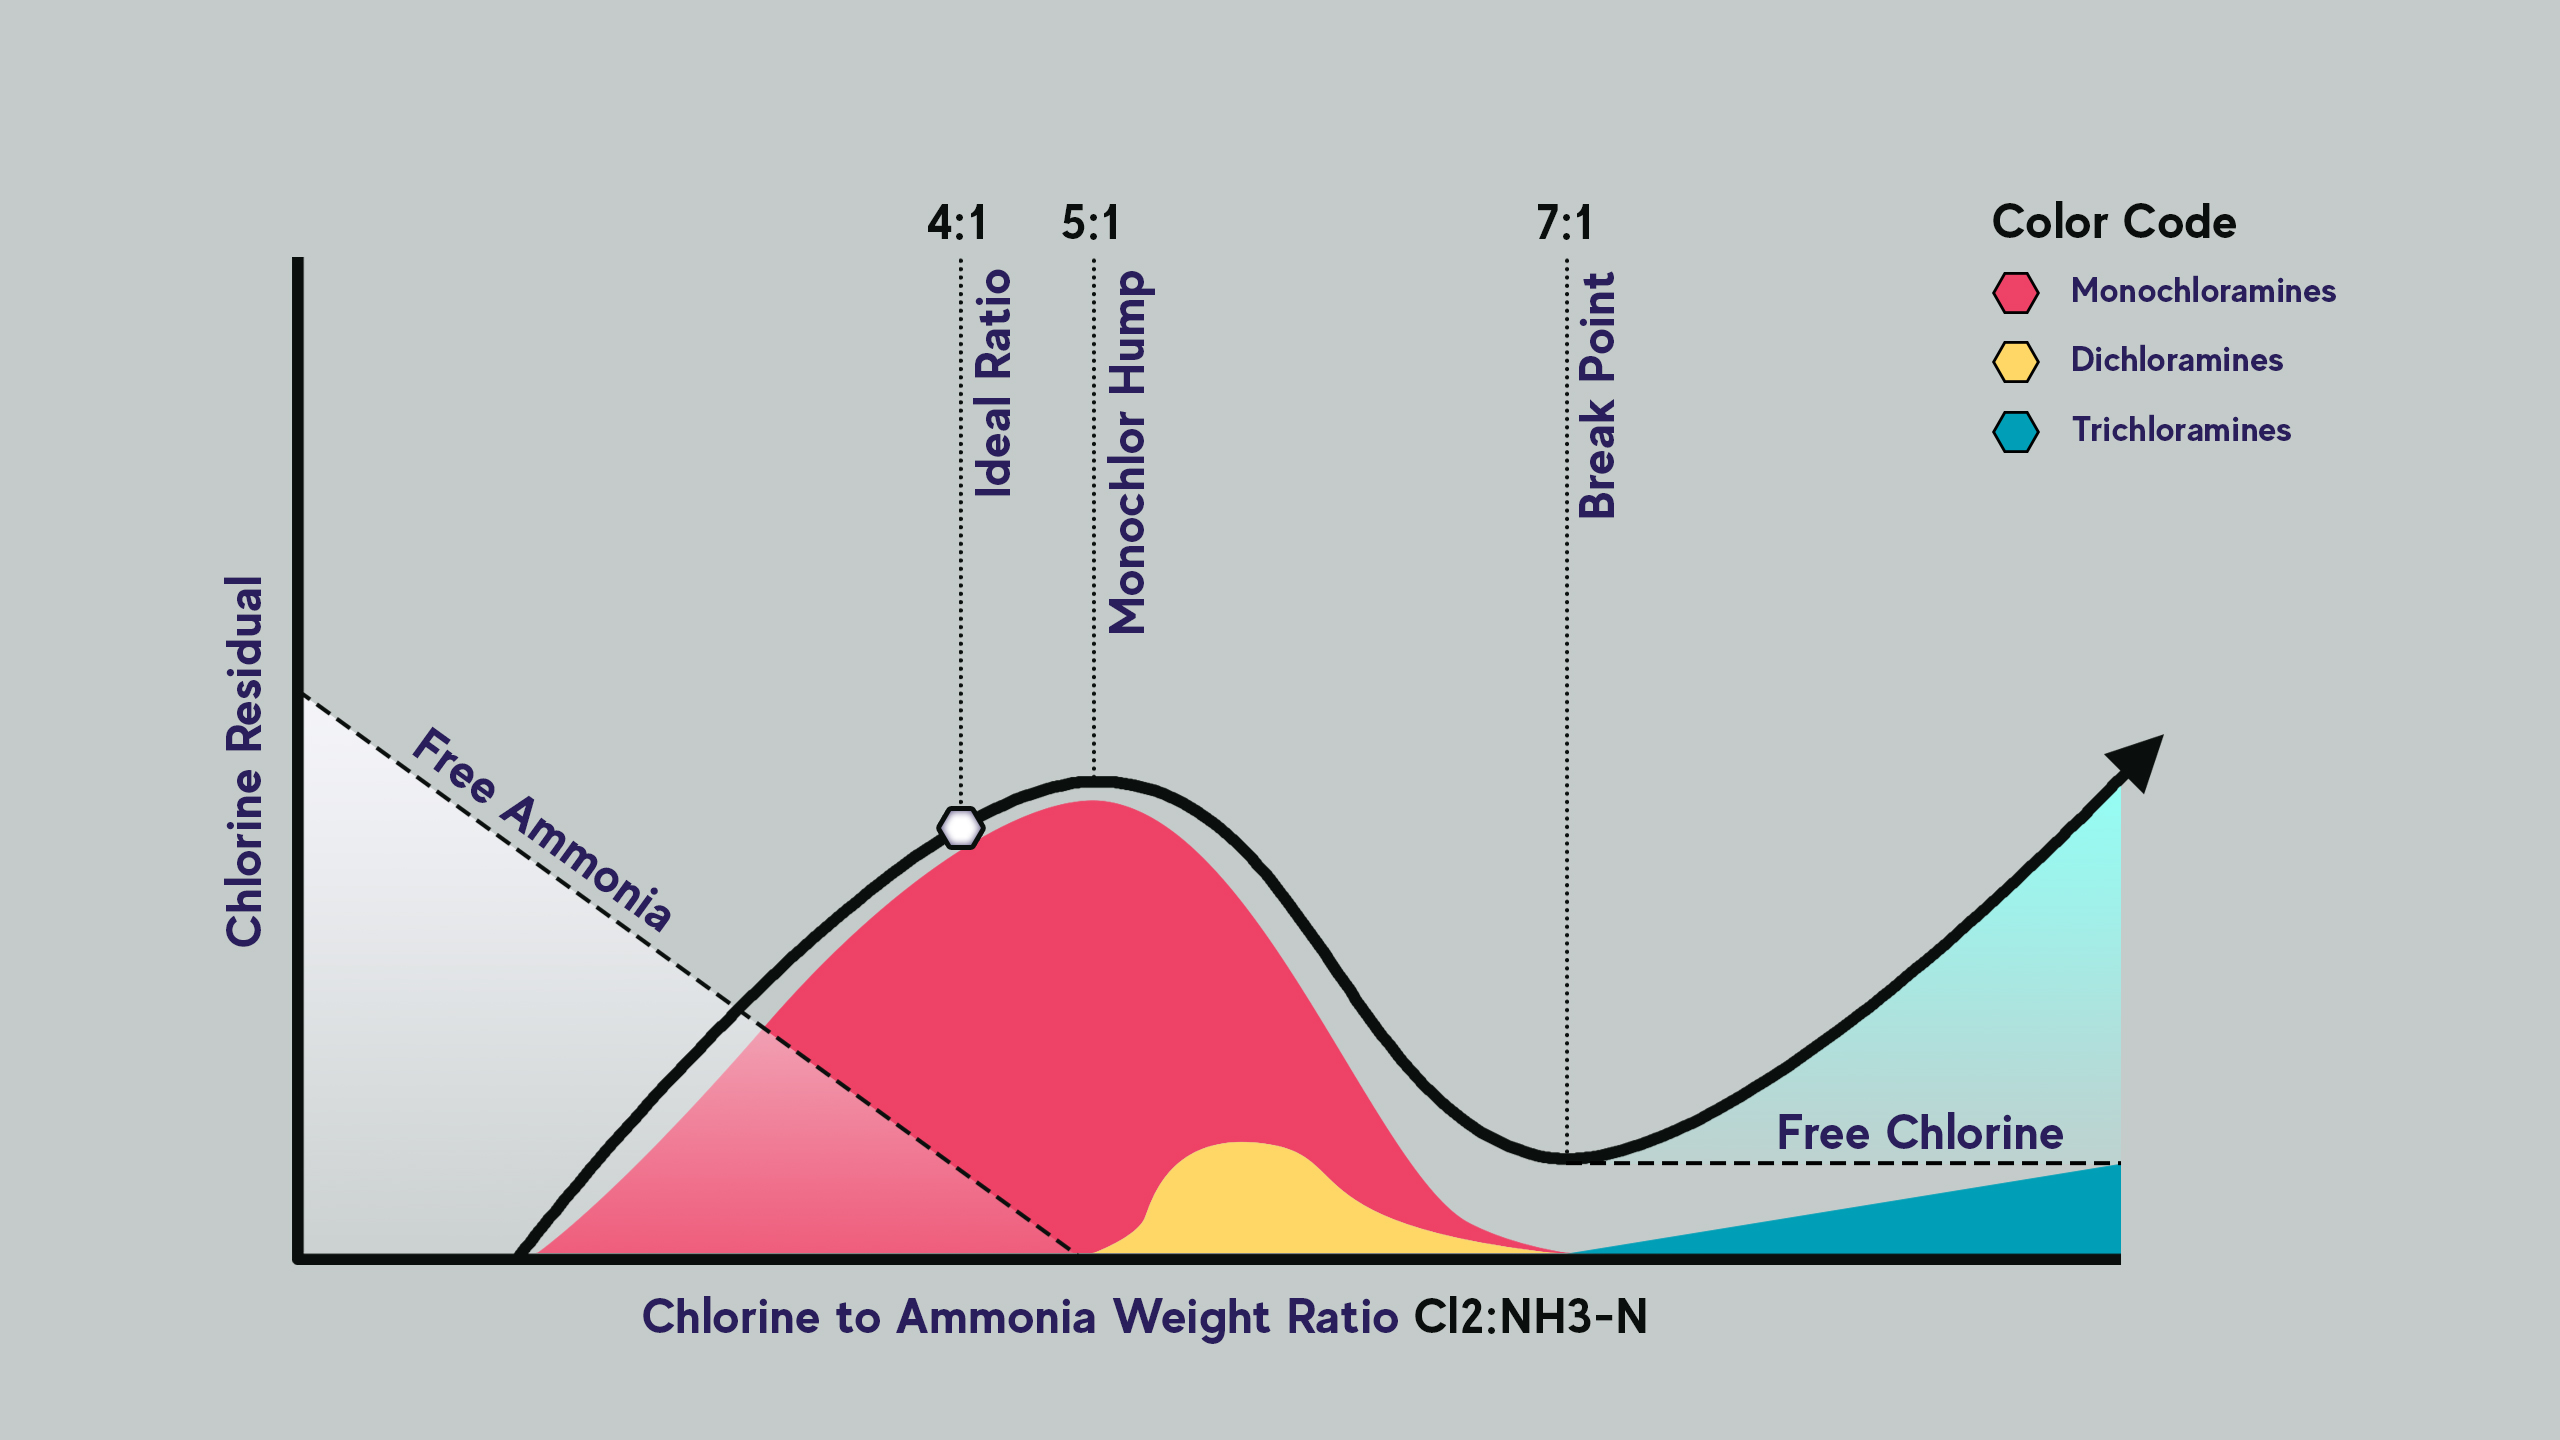 4:1
5:1
7:1
Ideal Ratio
Monochlor Hump
Break Point
Color Code
Monochloramines
Dichloramines
Trichloramines
Chlorine Residual
Free Ammonia
Free Chlorine
Chlorine to Ammonia Weight Ratio Cl2:NH3-N